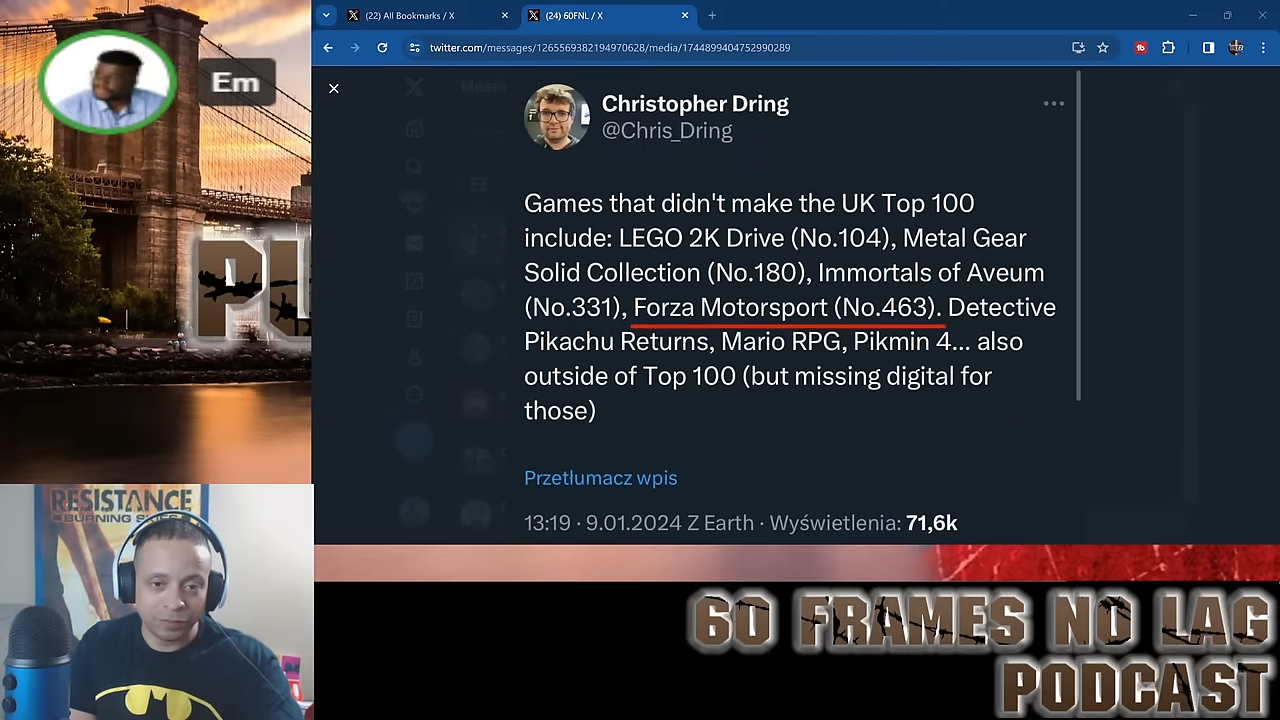 (22) All Bookmarks / X
(24) 60FNL / X
twitter.com/messages/1265569382194970628/media/1744899404752990289
Em
Christopher Dring
@Chris_Dring
Games that didn't make the UK Top 100
include: LEGO 2K Drive (No.104), Metal Gear
Solid Collection (No.180), Immortals of Aveum
(No.331), Forza Motorsport (No.463). Detective
Pikachu Returns, Mario RPG, Pikmin 4... also
outside of Top 100 (but missing digital for
those)
Przetłumacz wpis
13:19 · 9.01.2024 Z Earth · Wyświetlenia: 71,6k
RESISTANCE
BURNING SKIES
60 FRAMES NO LAG
PODCAST